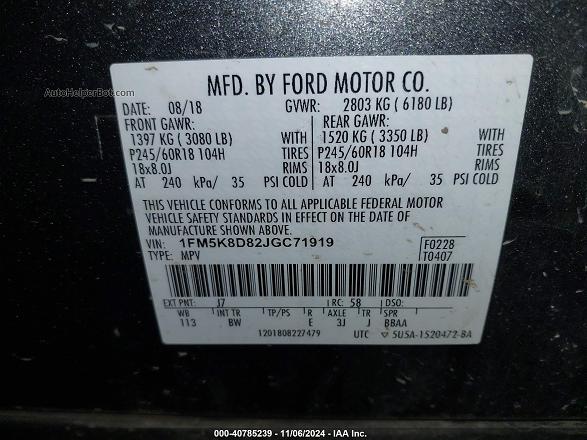 AutoHelperBot.com
MFD. BY FORD MOTOR CO.
DATE: 08/18 GVWR: 2803 KG ( 6180 LB)
FRONT GAWR: REAR GAWR:
1397 KG ( 3080 LB) WITH 1520 KG ( 3350 LB) WITH
P245/60R18 104H TIRES P245/60R18 104H TIRES
18x8.0J RIMS 18x8.0J RIMS
AT 240 kPa/ 35 PSI COLD AT 240 kPa/ 35 PSI COLD
THIS VEHICLE CONFORMS TO ALL APPLICABLE FEDERAL MOTOR
VEHICLE SAFETY STANDARDS IN EFFECT ON THE DATE OF
MANUFACTURE SHOWN ABOVE.
VIN: 1FM5K8D82JGC71919 F0228
TYPE: MPV T0407
EXT PNT: J7 RC: 58 DSO:
WB INT TR TP/PS R AXLE TR SPR
113 BW E 3J J BBAA
1201808227479 UTC ▽ 5U5A-1520472-BA
000-40785239 - 11/06/2024 - IAA Inc.